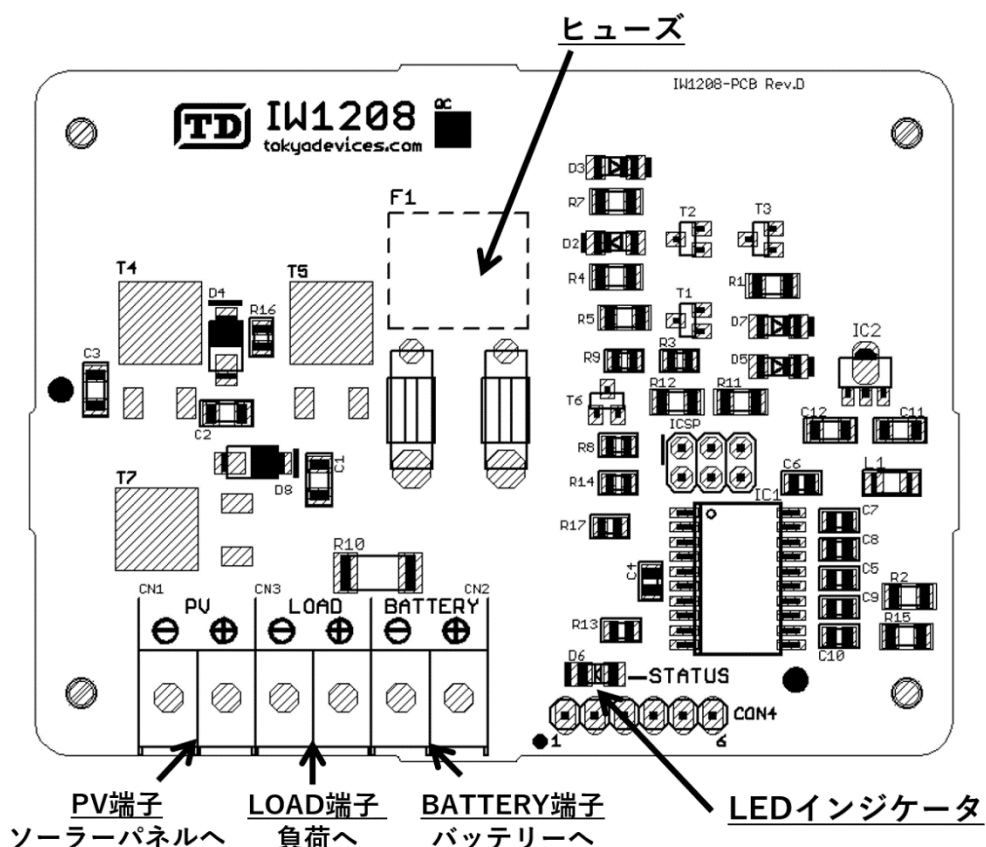 ヒューズ
IW1208-PCB Rev.D
TD IW1208 QC
tokyodevices.com
D3
F1
R7
T2 T3
D2
T4 T5
R4
D4
R1
R16
R5
T1
D7
IC2
C3
R9
R3
D5
T6
R12 R11
C2
ICSP
C12 C11
R8
C1
D8
C6
L1
T7
R14
IC1
R17
C7
R10
C8
C4
C5
R2
CN1 CN3 CN2
C9
PV LOAD BATTERY
R13
R15
C10
D6
STATUS
CON4
1 6
PV端子 LOAD端子 BATTERY端子 LEDインジケータ
ソーラーパネルへ 負荷へ バッテリーへ